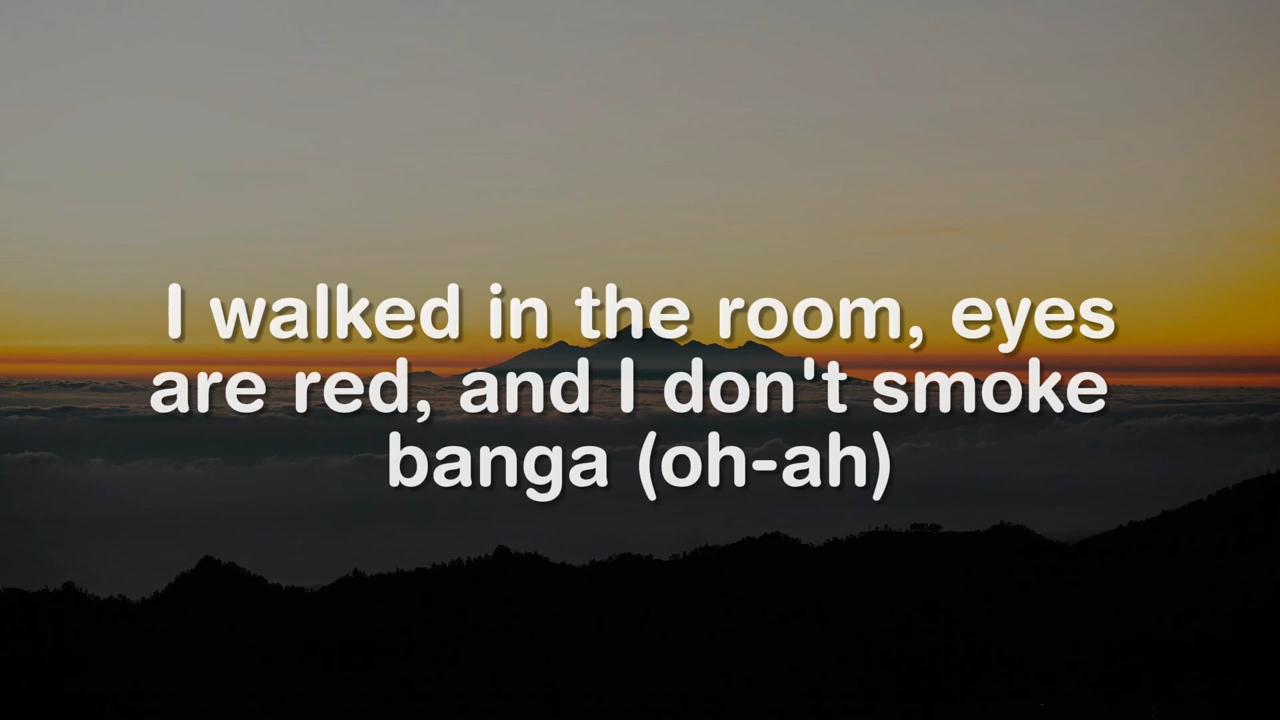 I walked in the room, eyes
are red, and I don't smoke
banga (oh-ah)